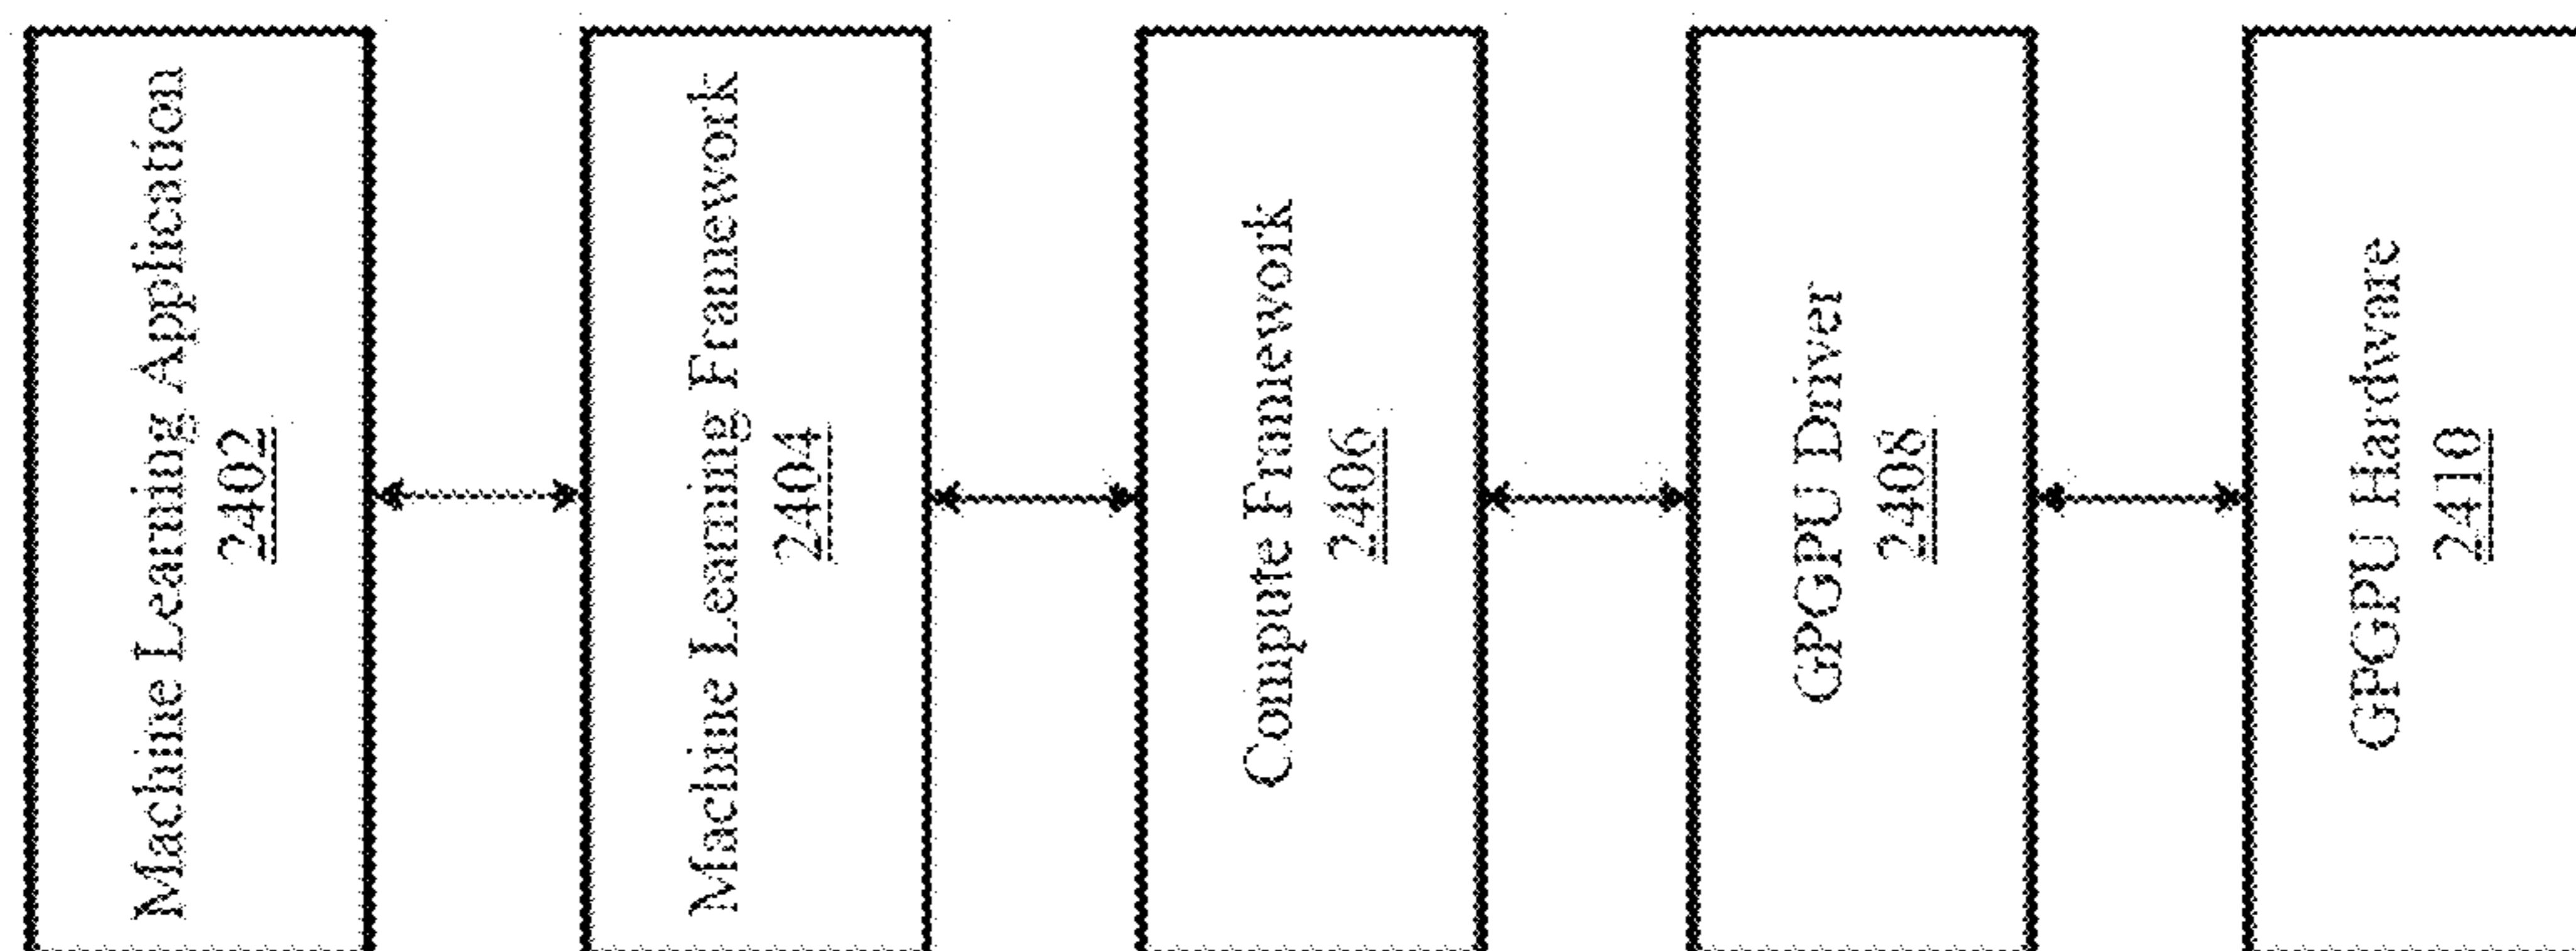 Machine Learning Application
2402
Machine Learning Framework
2404
Compute Framework
2406
GPGPU Driver
2408
GPGPU Hardware
2410